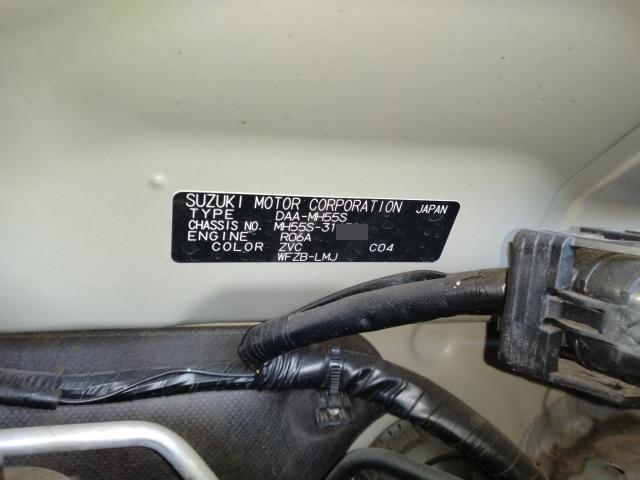 SUZUKI MOTOR CORPORATION JAPAN
TYPE DAA-MH55S
CHASSIS NO. MH55S-31
ENGINE R06A
COLOR ZVC C04
WFZB-LMJ